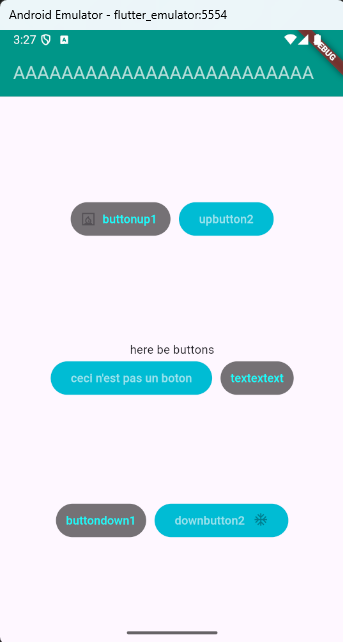 Android Emulator - flutter_emulator:5554
3:27
DEBUG
AAAAAAAAAAAAAAAAAAAAAAAAA
buttonup1 upbutton2
here be buttons
ceci n'est pas un boton textextext
buttondown1 downbutton2